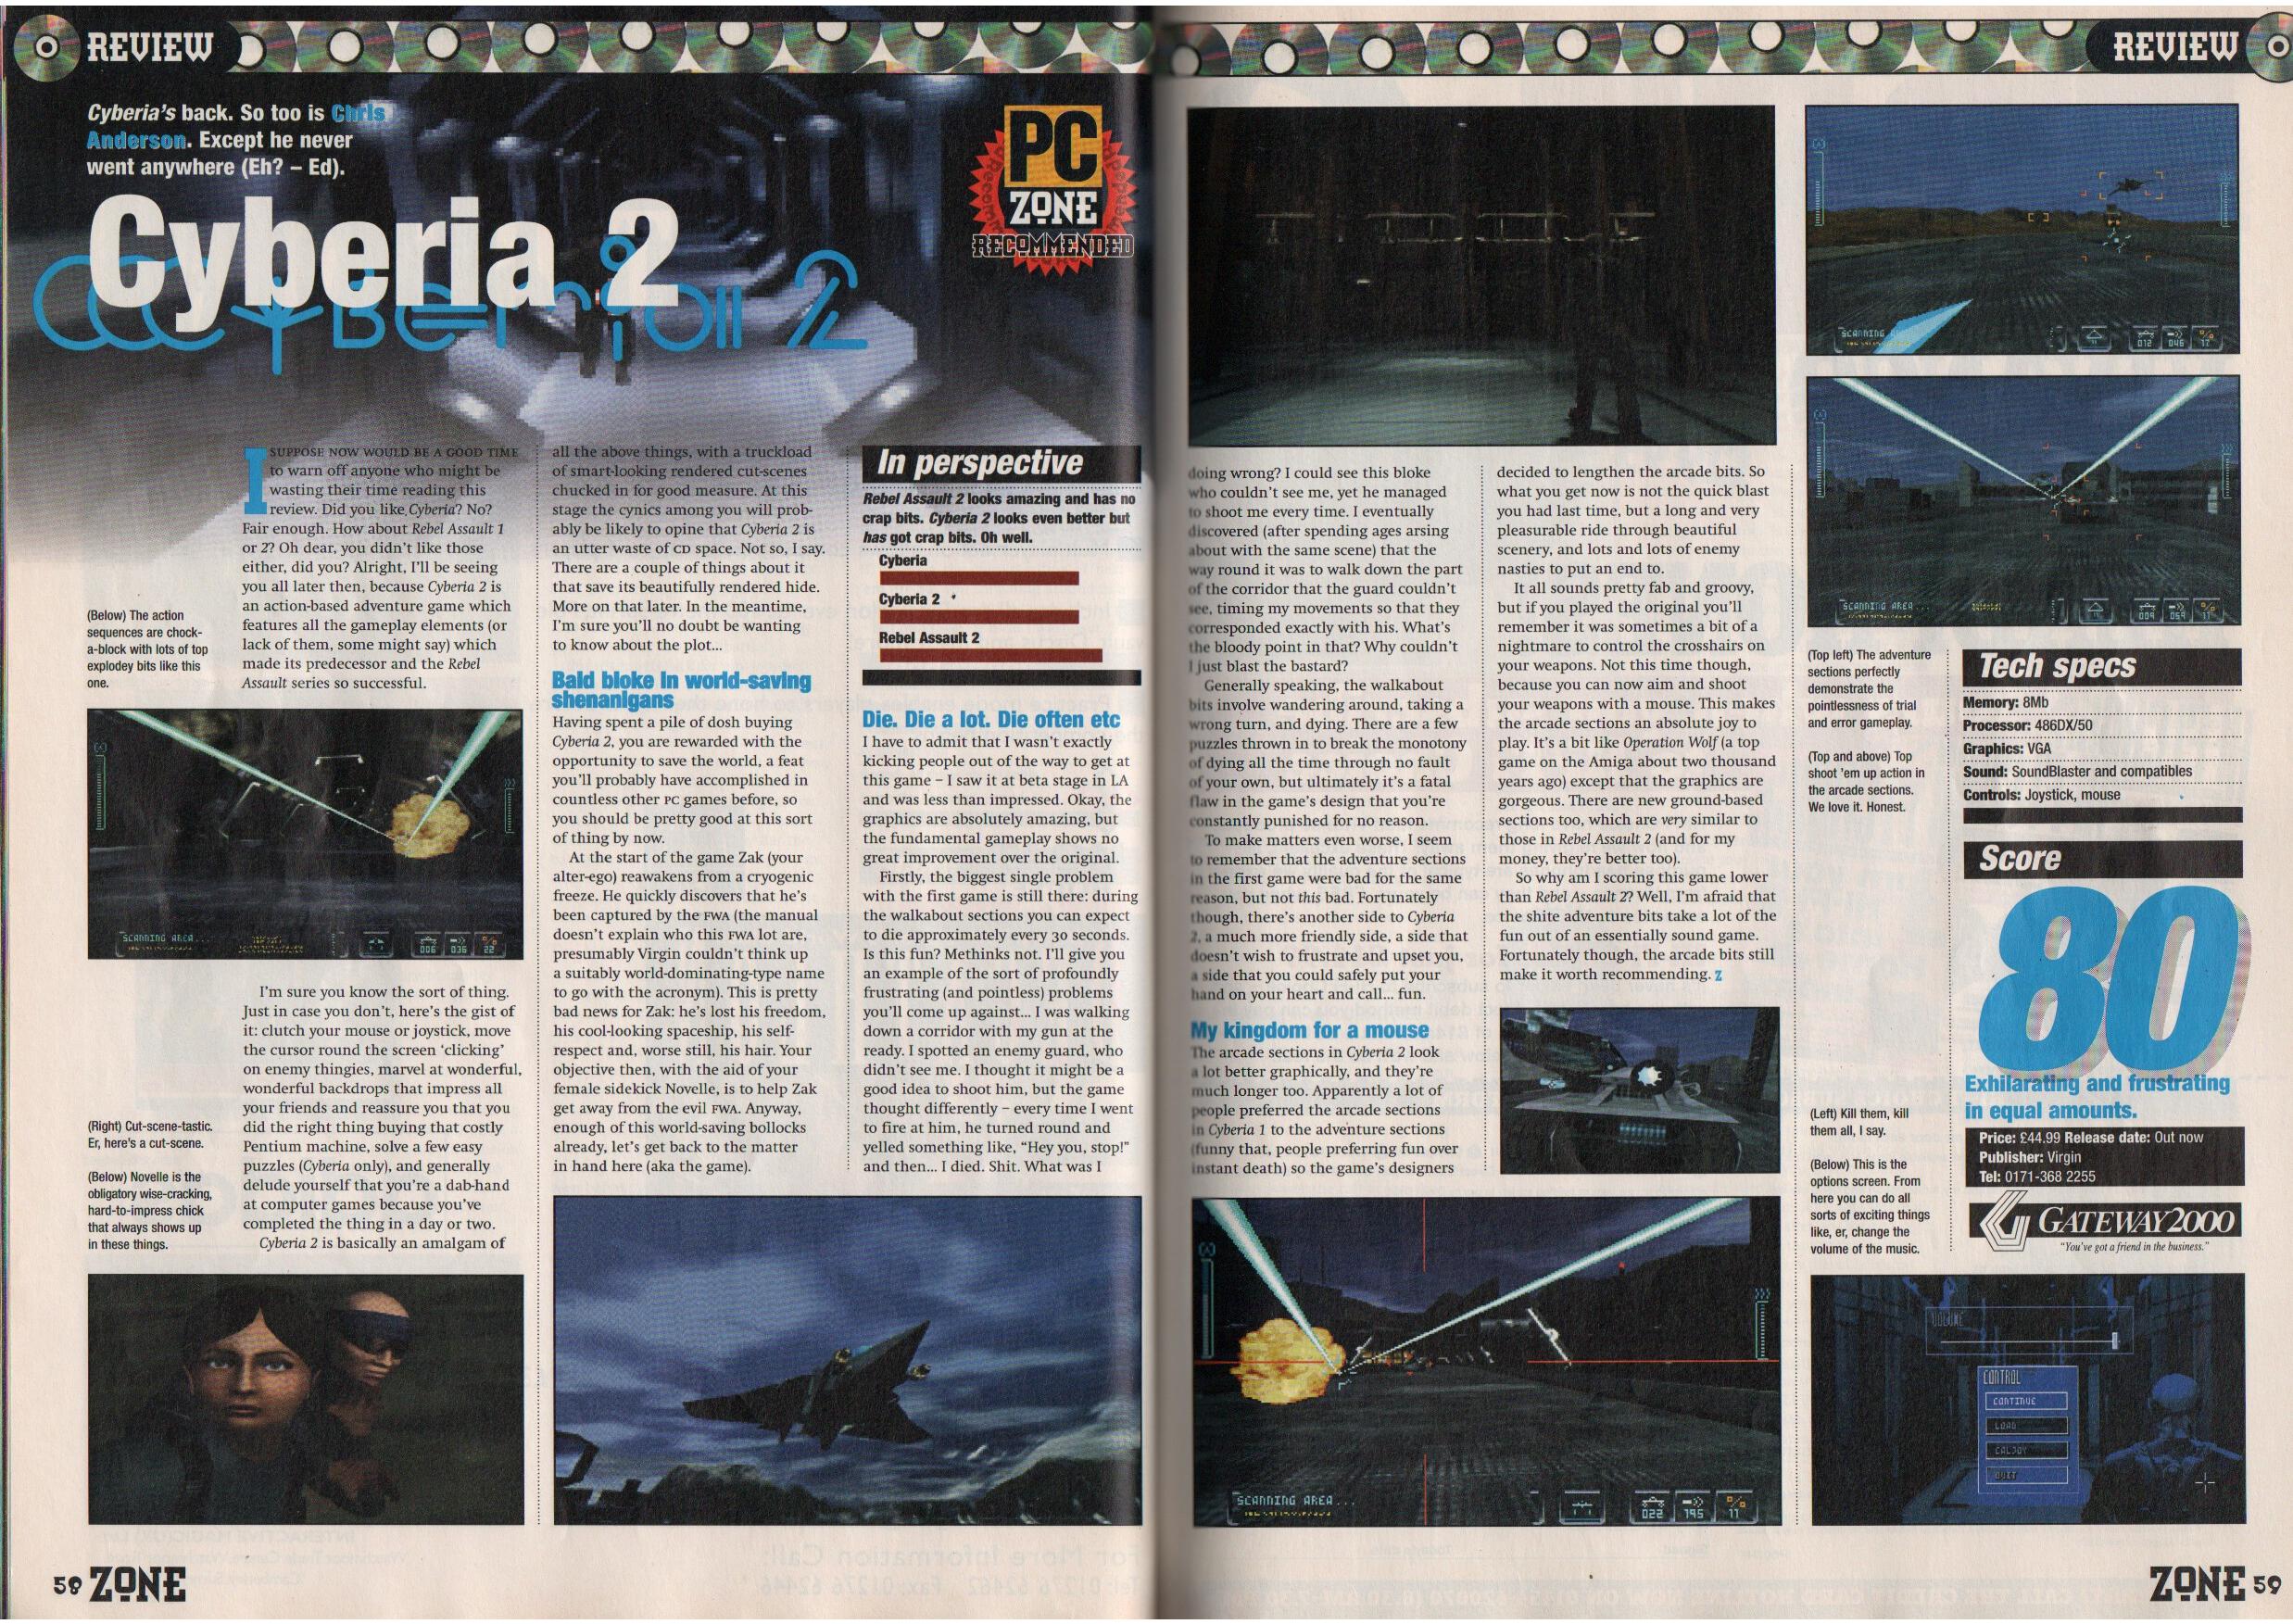 REVIEW
REVIEW
Cyberia's back. So too is Chris
Anderson. Except he never
went anywhere (Eh? – Ed).
Cyberia 2
PC
ZONE
RECOMMENDED
I SUPPOSE NOW WOULD BE A GOOD TIME
to warn off anyone who might be
wasting their time reading this
review. Did you like Cyberia? No?
Fair enough. How about Rebel Assault 1
or 2? Oh dear, you didn't like those
either, did you? Alright, I'll be seeing
you all later then, because Cyberia 2 is
an action-based adventure game which
features all the gameplay elements (or
lack of them, some might say) which
made its predecessor and the Rebel
Assault series so successful.
(Below) The action
sequences are chock-
a-block with lots of top
explodey bits like this
one.
SCANNING AREA...
006 036 22
I'm sure you know the sort of thing.
Just in case you don't, here's the gist of
it: clutch your mouse or joystick, move
the cursor round the screen 'clicking'
on enemy thingies, marvel at wonderful,
wonderful backdrops that impress all
your friends and reassure you that you
did the right thing buying that costly
Pentium machine, solve a few easy
puzzles (Cyberia only), and generally
delude yourself that you're a dab-hand
at computer games because you've
completed the thing in a day or two.
Cyberia 2 is basically an amalgam of
(Right) Cut-scene-tastic.
Er, here's a cut-scene.
(Below) Novelle is the
obligatory wise-cracking,
hard-to-impress chick
that always shows up
in these things.
all the above things, with a truckload
of smart-looking rendered cut-scenes
chucked in for good measure. At this
stage the cynics among you will prob-
ably be likely to opine that Cyberia 2 is
an utter waste of CD space. Not so, I say.
There are a couple of things about it
that save its beautifully rendered hide.
More on that later. In the meantime,
I'm sure you'll no doubt be wanting
to know about the plot...
Bald bloke in world-saving
shenanigans
Having spent a pile of dosh buying
Cyberia 2, you are rewarded with the
opportunity to save the world, a feat
you'll probably have accomplished in
countless other PC games before, so
you should be pretty good at this sort
of thing by now.
At the start of the game Zak (your
alter-ego) reawakens from a cryogenic
freeze. He quickly discovers that he's
been captured by the FWA (the manual
doesn't explain who this FWA lot are,
presumably Virgin couldn't think up
a suitably world-dominating-type name
to go with the acronym). This is pretty
bad news for Zak: he's lost his freedom,
his cool-looking spaceship, his self-
respect and, worse still, his hair. Your
objective then, with the aid of your
female sidekick Novelle, is to help Zak
get away from the evil FWA. Anyway,
enough of this world-saving bollocks
already, let's get back to the matter
in hand here (aka the game).
In perspective
Rebel Assault 2 looks amazing and has no
crap bits. Cyberia 2 looks even better but
has got crap bits. Oh well.
Cyberia
Cyberia 2
Rebel Assault 2
Die. Die a lot. Die often etc
I have to admit that I wasn't exactly
kicking people out of the way to get at
this game – I saw it at beta stage in LA
and was less than impressed. Okay, the
graphics are absolutely amazing, but
the fundamental gameplay shows no
great improvement over the original.
Firstly, the biggest single problem
with the first game is still there: during
the walkabout sections you can expect
to die approximately every 30 seconds.
Is this fun? Methinks not. I'll give you
an example of the sort of profoundly
frustrating (and pointless) problems
you'll come up against... I was walking
down a corridor with my gun at the
ready. I spotted an enemy guard, who
didn't see me. I thought it might be a
good idea to shoot him, but the game
thought differently – every time I went
to fire at him, he turned round and
yelled something like, "Hey you, stop!"
and then... I died. Shit. What was I
doing wrong? I could see this bloke
who couldn't see me, yet he managed
to shoot me every time. I eventually
discovered (after spending ages arsing
about with the same scene) that the
way round it was to walk down the part
of the corridor that the guard couldn't
see, timing my movements so that they
corresponded exactly with his. What's
the bloody point in that? Why couldn't
I just blast the bastard?
Generally speaking, the walkabout
bits involve wandering around, taking a
wrong turn, and dying. There are a few
puzzles thrown in to break the monotony
of dying all the time through no fault
of your own, but ultimately it's a fatal
flaw in the game's design that you're
constantly punished for no reason.
To make matters even worse, I seem
to remember that the adventure sections
in the first game were bad for the same
reason, but not this bad. Fortunately
though, there's another side to Cyberia
2, a much more friendly side, a side that
doesn't wish to frustrate and upset you,
a side that you could safely put your
hand on your heart and call... fun.
My kingdom for a mouse
The arcade sections in Cyberia 2 look
a lot better graphically, and they're
much longer too. Apparently a lot of
people preferred the arcade sections
in Cyberia 1 to the adventure sections
(funny that, people preferring fun over
instant death) so the game's designers
decided to lengthen the arcade bits. So
what you get now is not the quick blast
you had last time, but a long and very
pleasurable ride through beautiful
scenery, and lots and lots of enemy
nasties to put an end to.
It all sounds pretty fab and groovy,
but if you played the original you'll
remember it was sometimes a bit of a
nightmare to control the crosshairs on
your weapons. Not this time though,
because you can now aim and shoot
your weapons with a mouse. This makes
the arcade sections an absolute joy to
play. It's a bit like Operation Wolf (a top
game on the Amiga about two thousand
years ago) except that the graphics are
gorgeous. There are new ground-based
sections too, which are very similar to
those in Rebel Assault 2 (and for my
money, they're better too).
So why am I scoring this game lower
than Rebel Assault 2? Well, I'm afraid that
the shite adventure bits take a lot of the
fun out of an essentially sound game.
Fortunately though, the arcade bits still
make it worth recommending. Z
SCANNING AREA...
022 195 11
SCANNING AR
012 046 17
SCANNING AREA...
009 059 11
(Top left) The adventure
sections perfectly
demonstrate the
pointlessness of trial
and error gameplay.
(Top and above) Top
shoot 'em up action in
the arcade sections.
We love it. Honest.
(Left) Kill them, kill
them all, I say.
(Below) This is the
options screen. From
here you can do all
sorts of exciting things
like, er, change the
volume of the music.
Tech specs
Memory: 8Mb
Processor: 486DX/50
Graphics: VGA
Sound: SoundBlaster and compatibles
Controls: Joystick, mouse
Score
80
Exhilarating and frustrating
in equal amounts.
Price: £44.99 Release date: Out now
Publisher: Virgin
Tel: 0171-368 2255
GATEWAY2000
"You've got a friend in the business."
VOLUME
CONTROL
CONTINUE
LOAD
CALJOY
QUIT
58 ZONE
ZONE 59